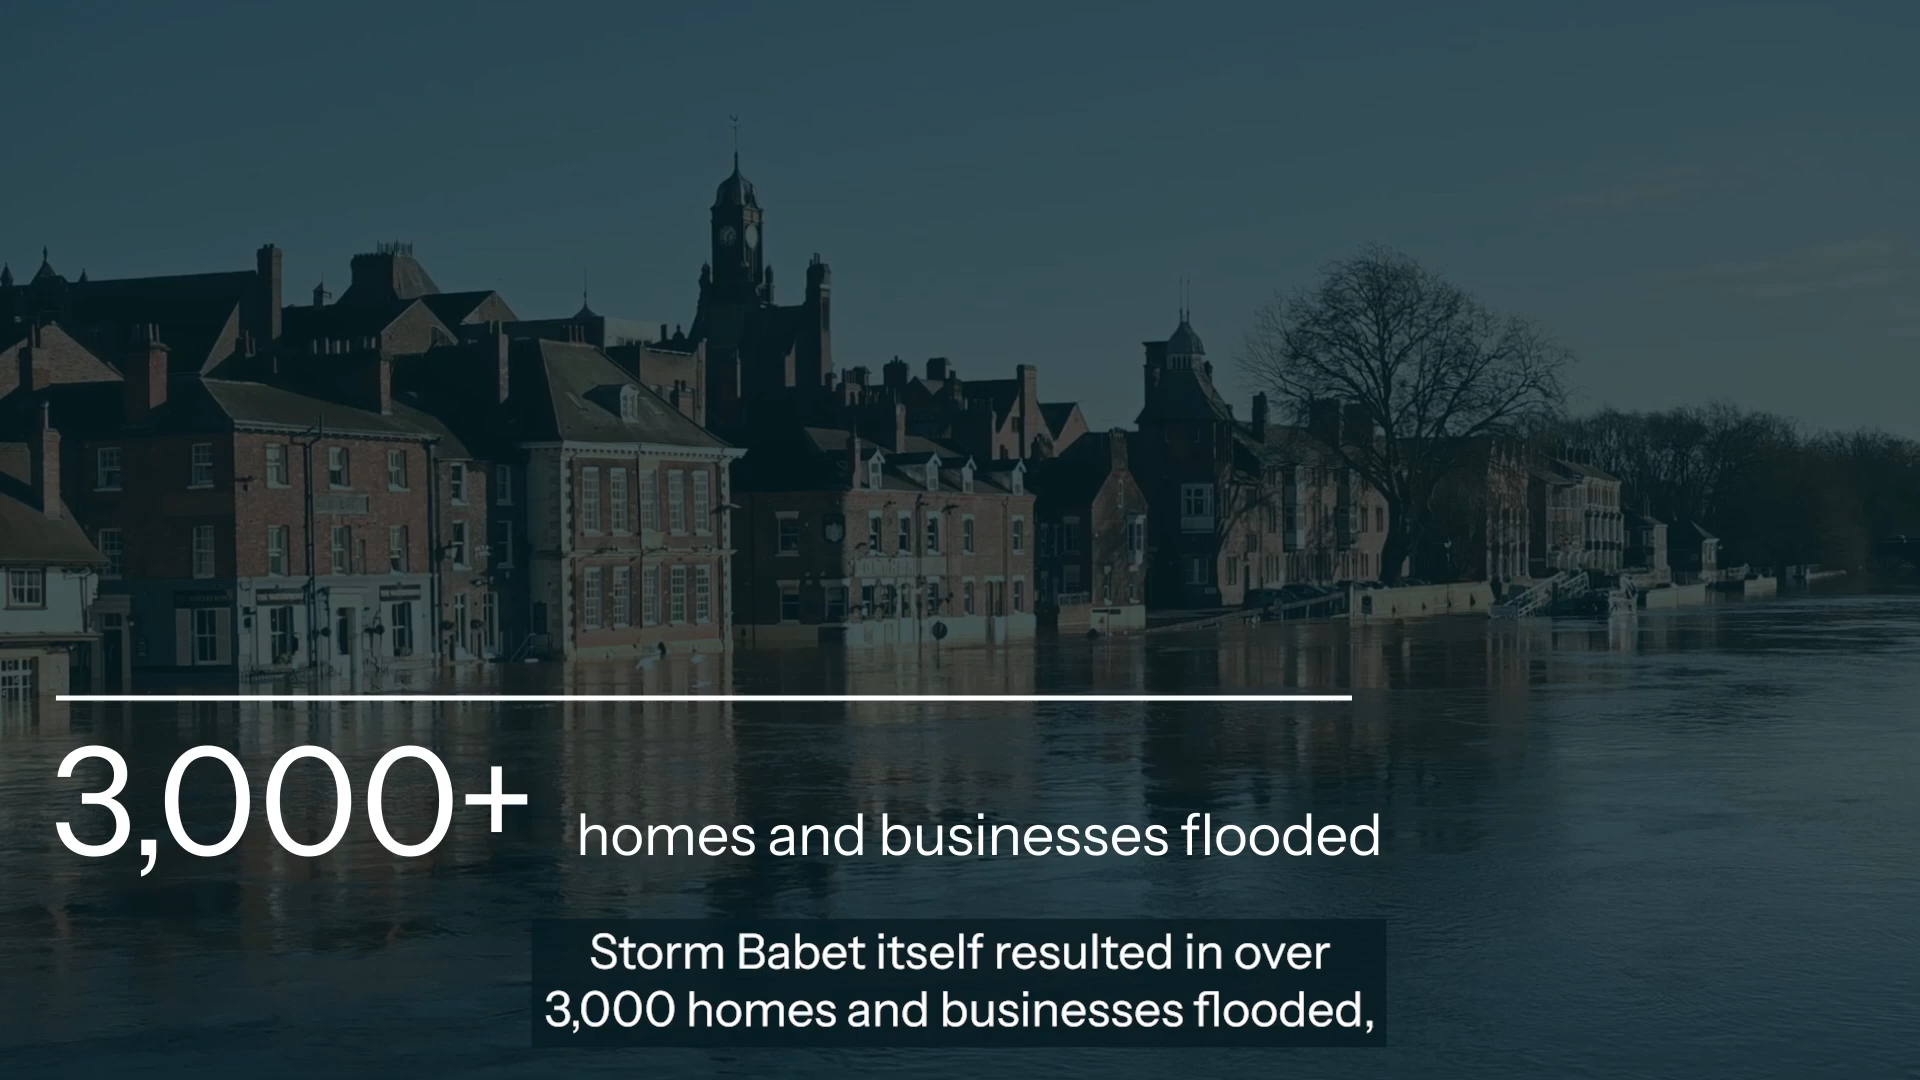 3,000+ homes and businesses flooded
Storm Babet itself resulted in over
3,000 homes and businesses flooded,